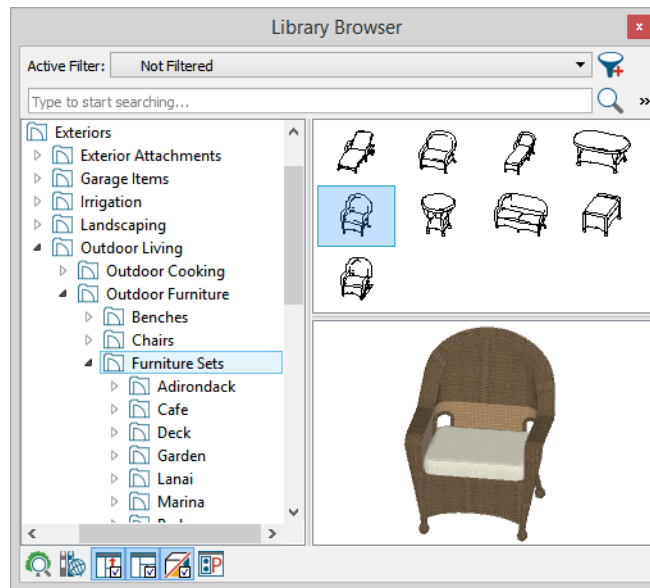 Library Browser
x
Active Filter: Not Filtered
Type to start searching...
»
Exteriors
Exterior Attachments
Garage Items
Irrigation
Landscaping
Outdoor Living
Outdoor Cooking
Outdoor Furniture
Benches
Chairs
Furniture Sets
Adirondack
Cafe
Deck
Garden
Lanai
Marina
P